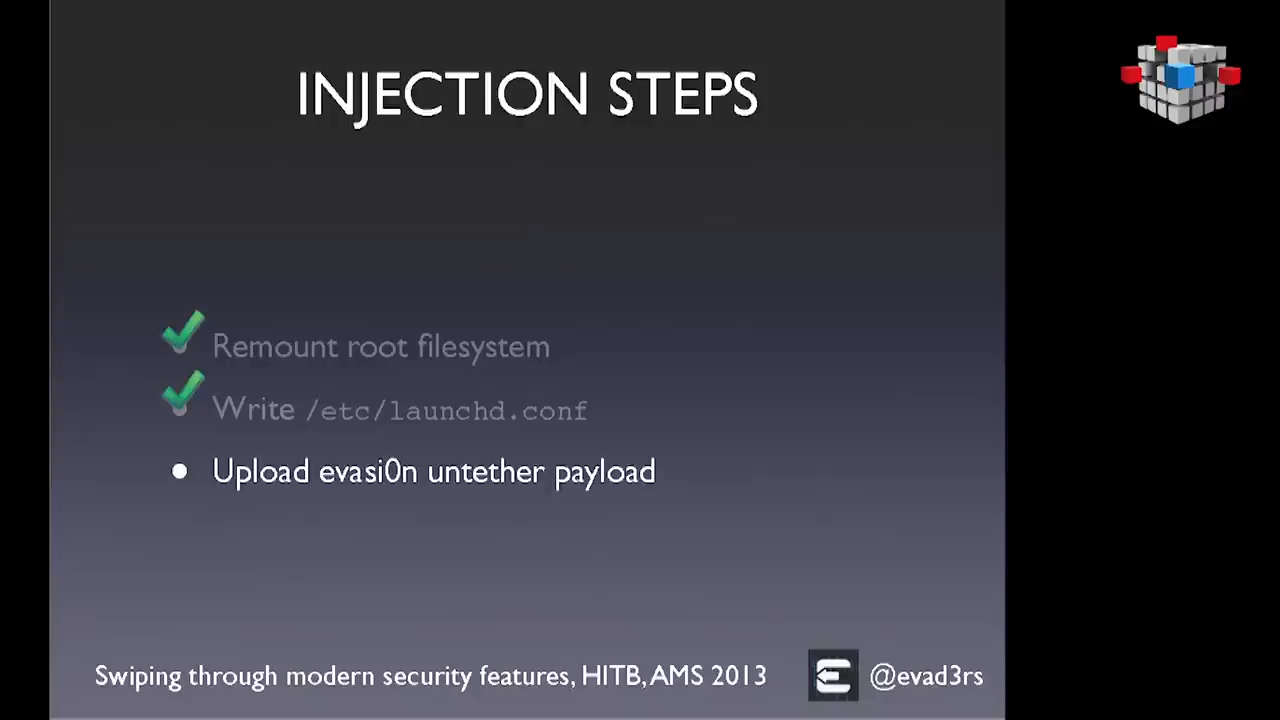 INJECTION STEPS
Remount root filesystem
Write /etc/launchd.conf
Upload evasi0n untether payload
Swiping through modern security features, HITB, AMS 2013
@evad3rs